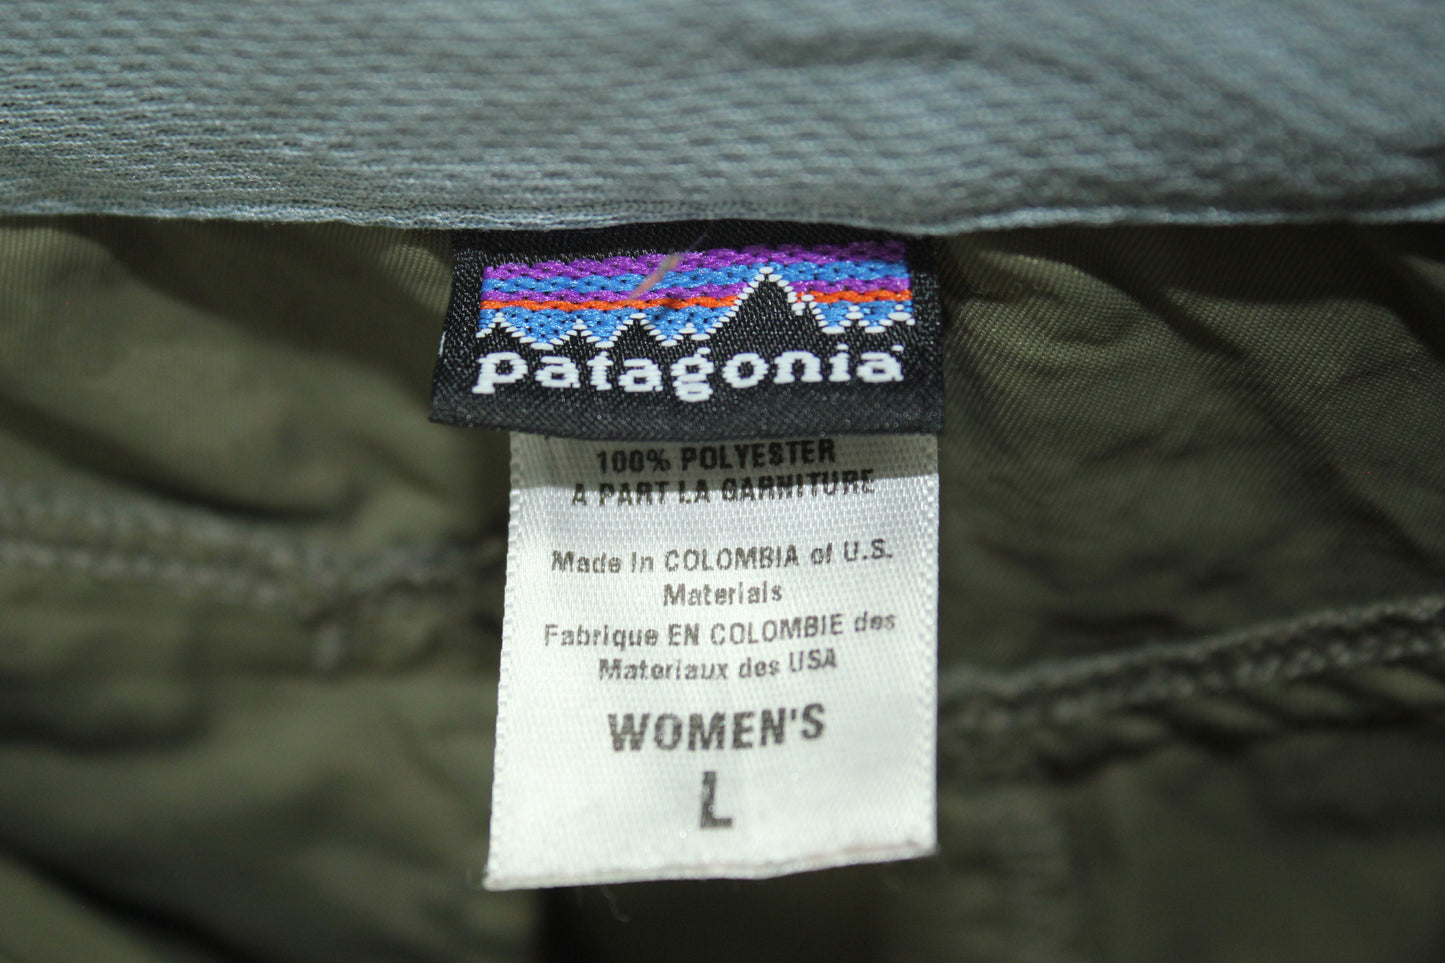 patagonia
100% POLYESTER
A PART LA GARNITURE
Made in COLOMBIA of U.S.
Materials
Fabrique EN COLOMBIE des
Materiaux des USA
WOMEN'S
L